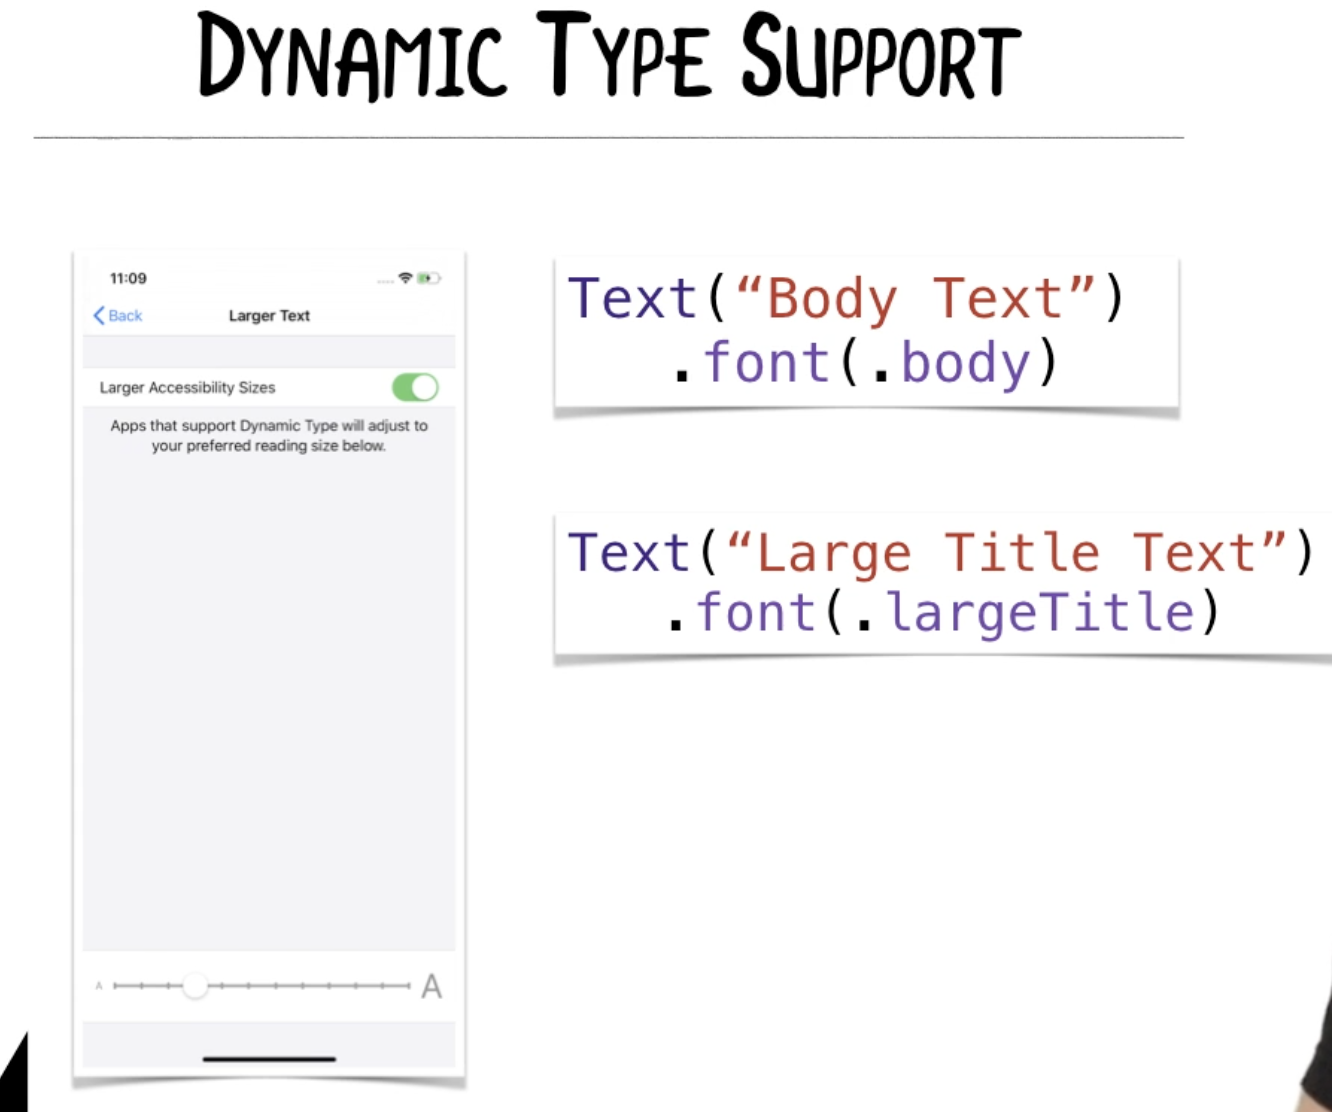 DYNAMIC TYPE SUPPORT
11:09
Back
Larger Text
Larger Accessibility Sizes
Apps that support Dynamic Type will adjust to
your preferred reading size below.
A A
Text(“Body Text”)
.font(.body)
Text(“Large Title Text”)
.font(.largeTitle)